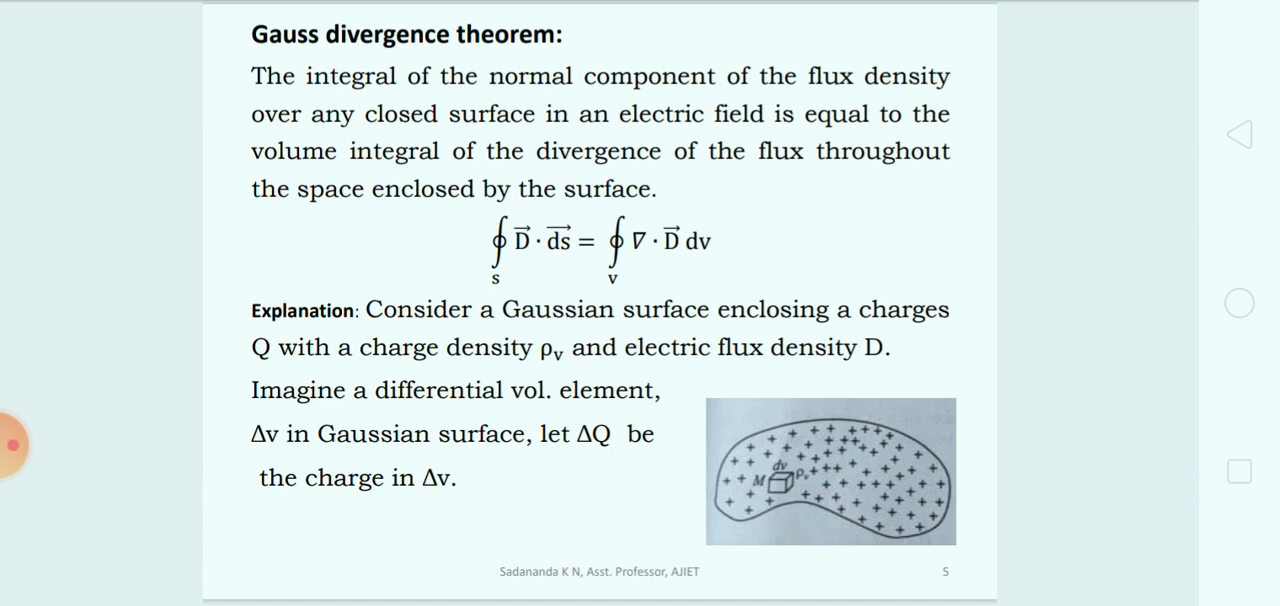 Gauss divergence theorem:
The integral of the normal component of the flux density
over any closed surface in an electric field is equal to the
volume integral of the divergence of the flux throughout
the space enclosed by the surface.
∮ D⃗ · d⃗s = ∮ ∇ · D⃗ dv
s v
Explanation: Consider a Gaussian surface enclosing a charges
Q with a charge density ρᵥ and electric flux density D.
Imagine a differential vol. element,
Δv in Gaussian surface, let ΔQ be
the charge in Δv.
dv
M ρᵥ
Sadananda K N, Asst. Professor, AJIET 5